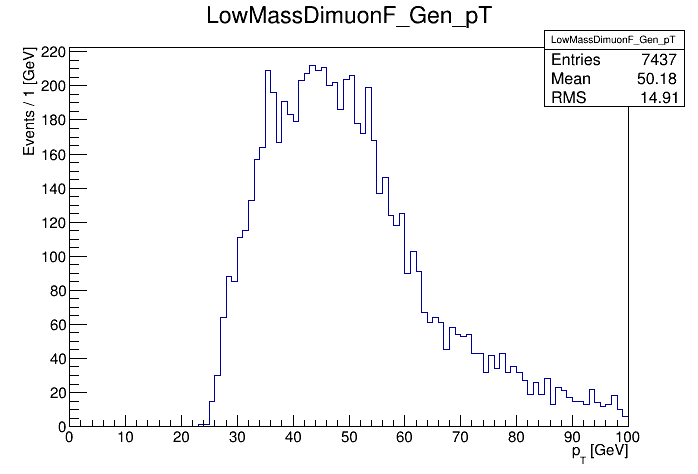 LowMassDimuonF_Gen_pT
LowMassDimuonF_Gen_pT
Entries 7437
Mean 50.18
RMS 14.91
Events / 1 [GeV]
220
200
180
160
140
120
100
80
60
40
20
0
0 10 20 30 40 50 60 70 80 90 100
p_T [GeV]